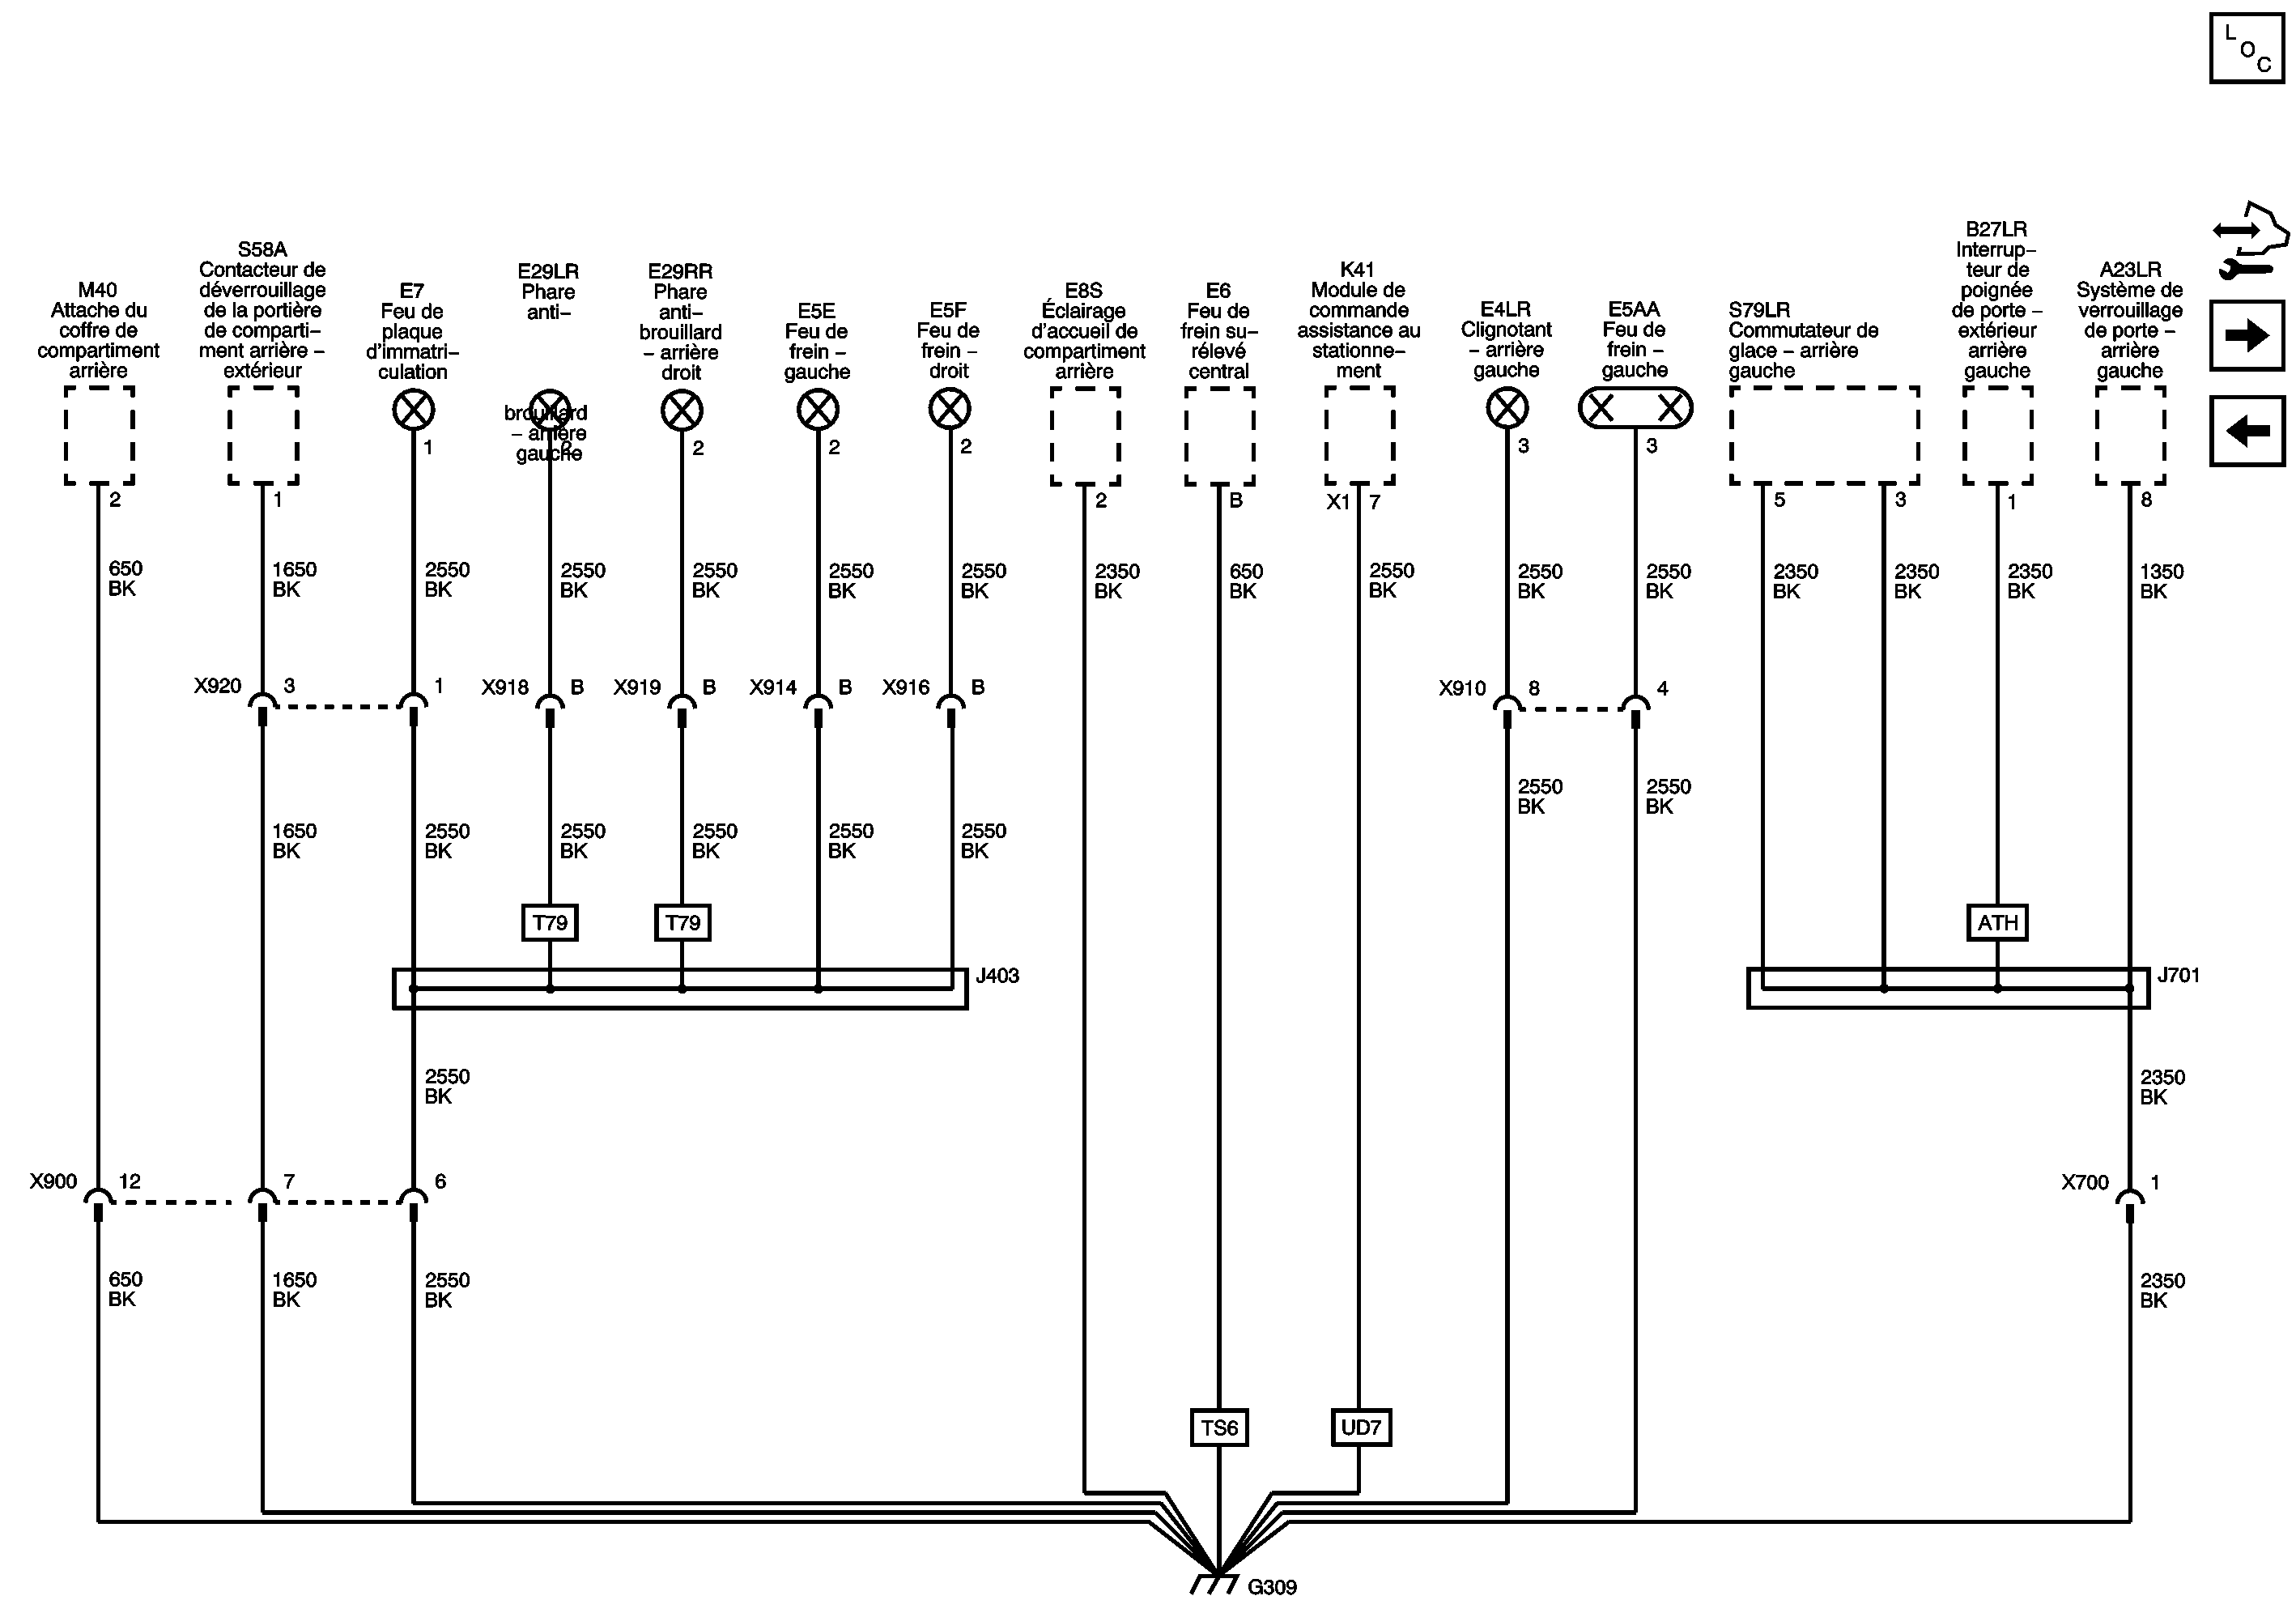 L
O
C
M40
Attache du
coffre de
compartiment
arrière
S58A
Contacteur de
déverrouillage
de la portière
de comparti–
ment arrière –
extérieur
E7
Feu de
plaque
d'immatri–
culation
E29LR
Phare
anti–
brouillard
– arrière
gauche
E29RR
Phare
anti–
brouillard
– arrière
droit
E5E
Feu de
frein –
gauche
E5F
Feu de
frein –
droit
E8S
Éclairage
d'accueil de
compartiment
arrière
E6
Feu de
frein su–
rélevé
central
K41
Module de
commande
assistance au
stationne–
ment
E4LR
Clignotant
– arrière
gauche
E5AA
Feu de
frein –
gauche
S79LR
Commutateur de
glace – arrière
gauche
B27LR
Interrup–
teur de
poignée
de porte –
extérieur
arrière
gauche
A23LR
Système de
verrouillage
de porte –
arrière
gauche
2 1 1 2 2 2 2 2 B X1 7 3 3 5 3 1 8
650
BK
1650
BK
2550
BK
2550
BK
2550
BK
2550
BK
2550
BK
2350
BK
650
BK
2550
BK
2550
BK
2550
BK
2350
BK
2350
BK
2350
BK
1350
BK
X920 3 1 X918 B X919 B X914 B X916 B X910 8 4
2550
BK
2550
BK
1650
BK
2550
BK
2550
BK
2550
BK
2550
BK
2550
BK
T79 T79 ATH
J403 J701
2550
BK
2350
BK
X900 12 7 6 X700 1
650
BK
1650
BK
2550
BK
2350
BK
TS6 UD7
G309